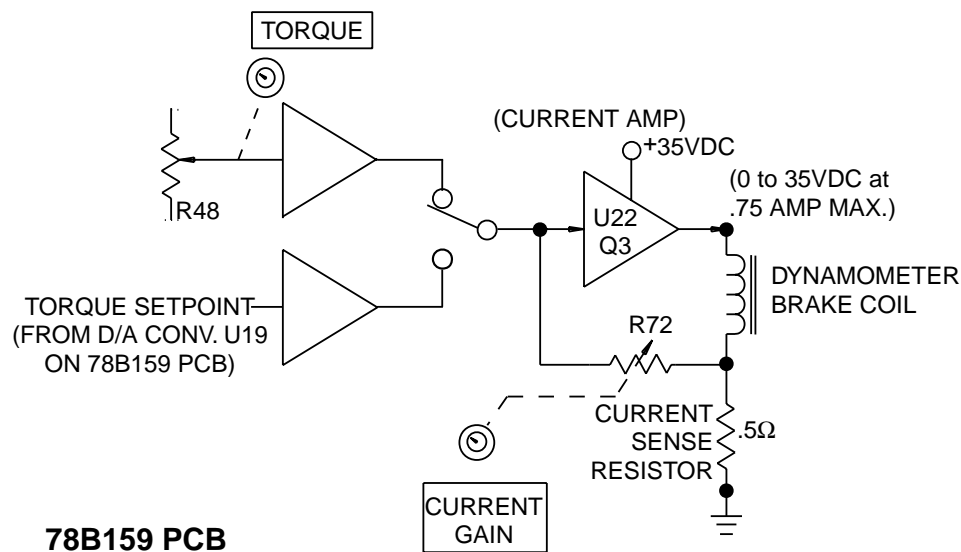 TORQUE
(CURRENT AMP)
+35VDC
(0 to 35VDC at
.75 AMP MAX.)
R48
U22
Q3
DYNAMOMETER
BRAKE COIL
TORQUE SETPOINT
(FROM D/A CONV. U19
ON 78B159 PCB)
R72
CURRENT
SENSE
RESISTOR
.5Ω
CURRENT
GAIN
78B159 PCB